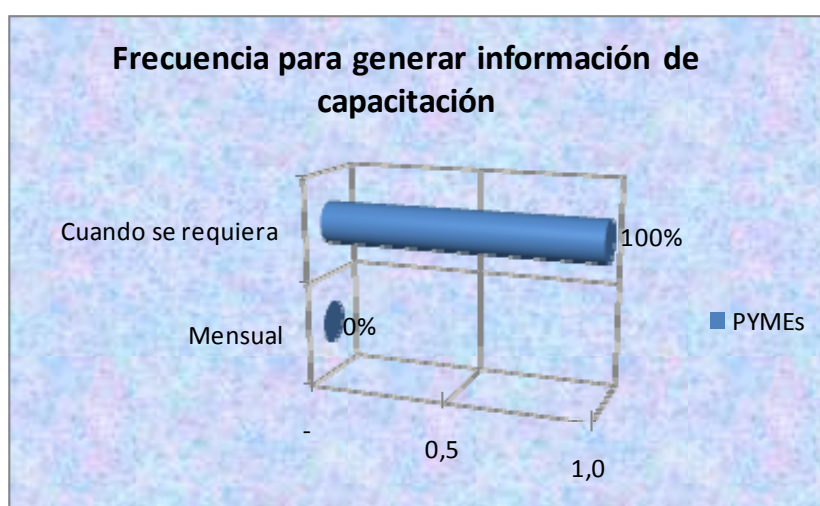 Frecuencia para generar información de
capacitación
Cuando se requiera
100%
Mensual
0%
PYMEs
-
0,5
1,0